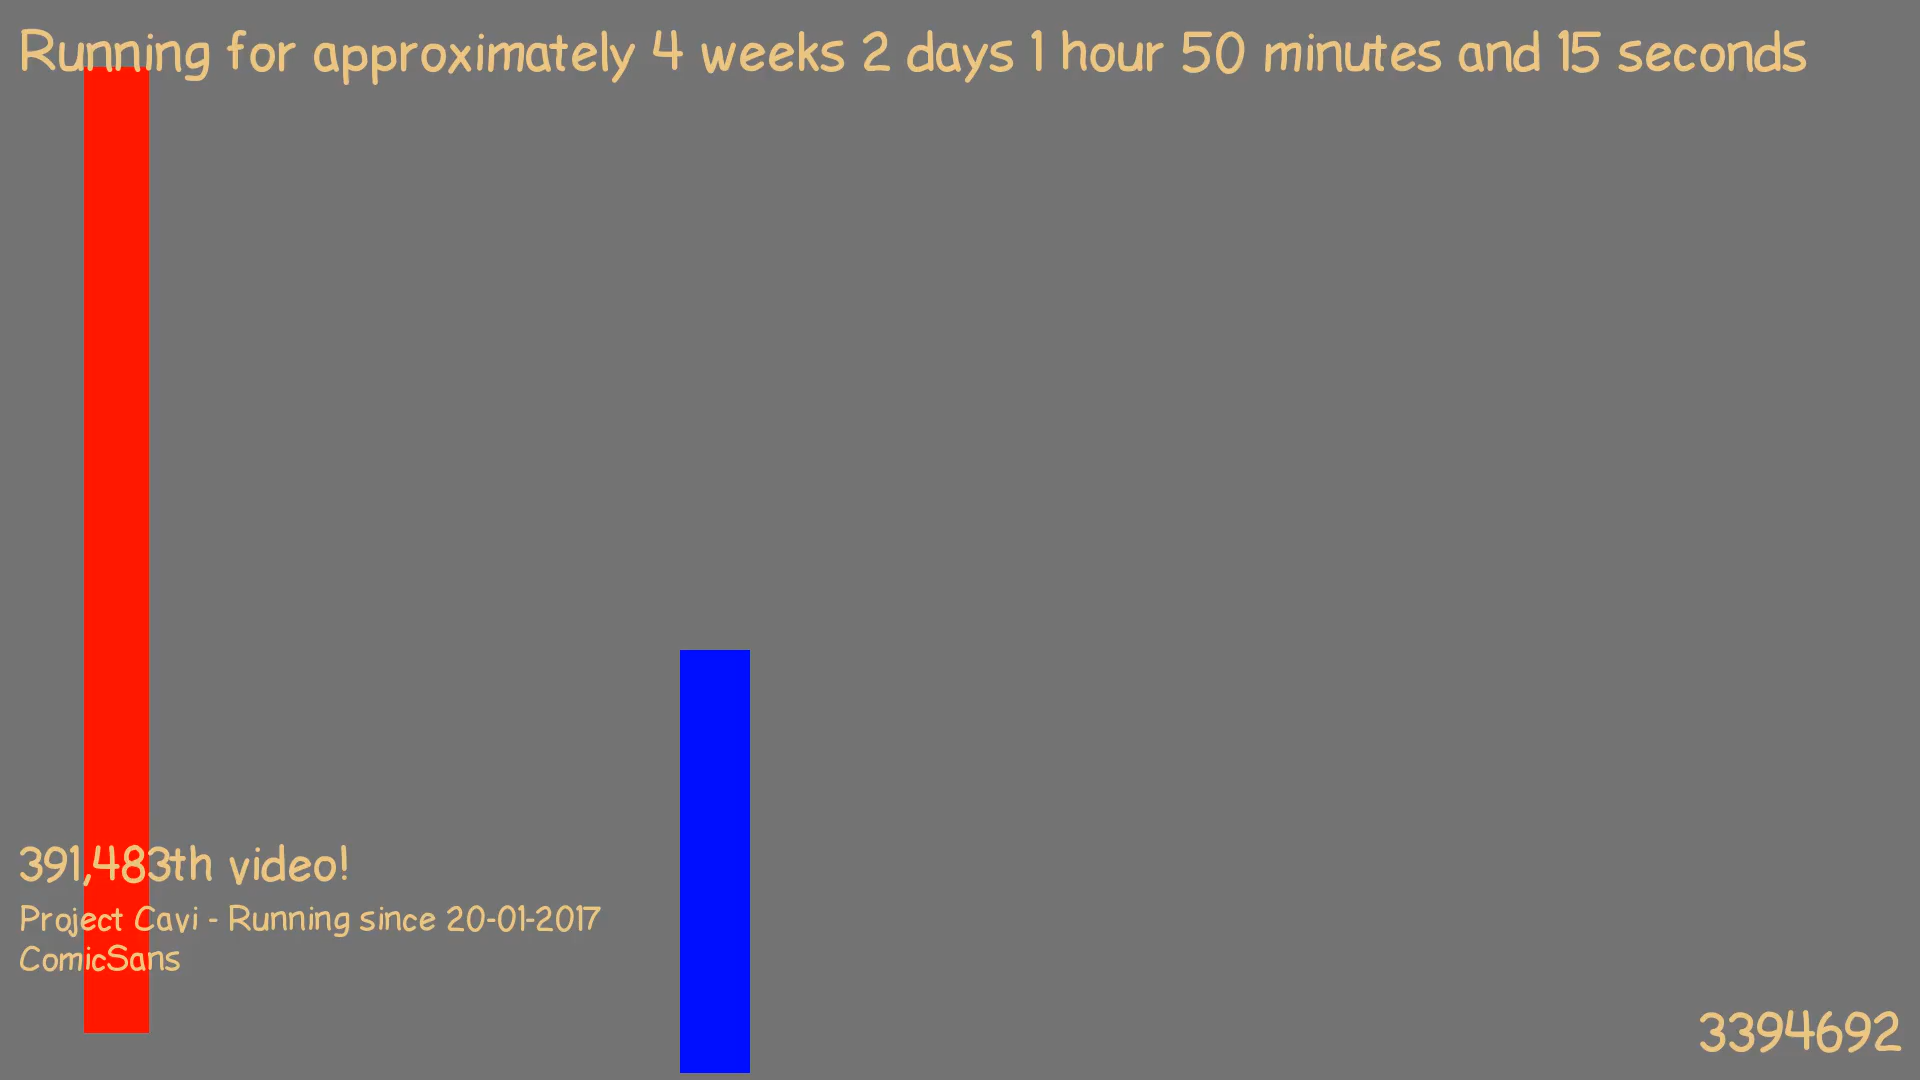 Running for approximately 4 weeks 2 days 1 hour 50 minutes and 15 seconds
391,483th video!
Project Cavi - Running since 20-01-2017
ComicSans
3394692